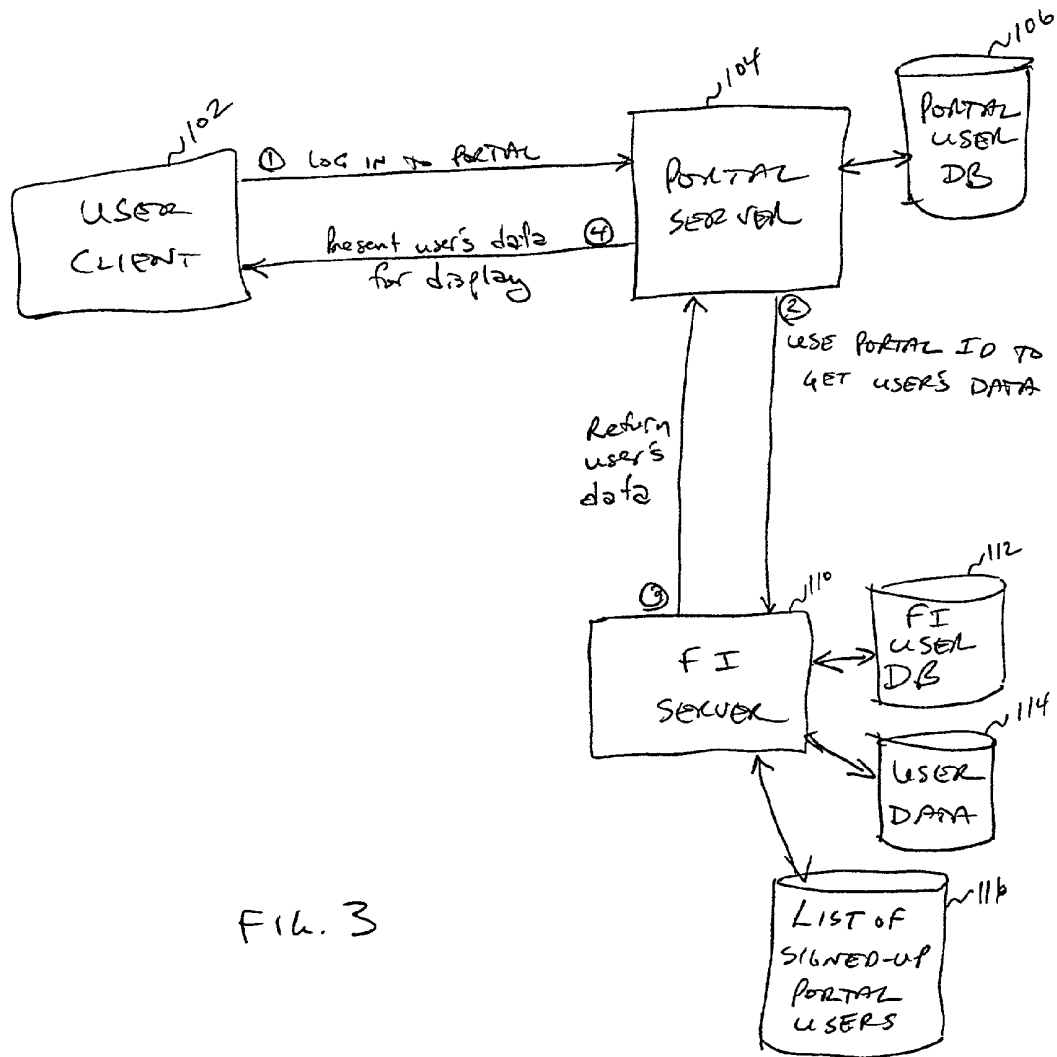 106
104
102
PORTAL
USER
DB
① LOG IN TO PORTAL
PORTAL
SERVER
USER
CLIENT
Present user's data ④
for display
②
USE PORTAL ID TO
GET USER'S DATA
Return
user's
data
③
110
112
FI
USER
DB
FI
SERVER
114
USER
DATA
116
LIST OF
SIGNED-UP
PORTAL
USERS
FIG. 3